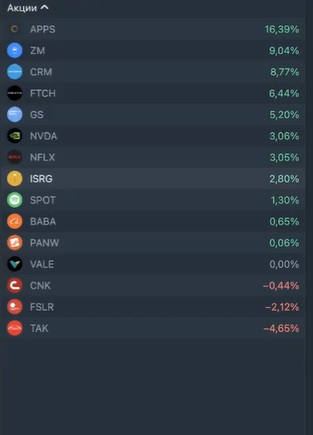 Акции
APPS 16,39%
ZM 9,04%
CRM 8,77%
FTCH 6,44%
GS 5,20%
NVDA 3,06%
NFLX 3,05%
ISRG 2,80%
SPOT 1,30%
BABA 0,65%
PANW 0,06%
VALE 0,00%
CNK −0,44%
FSLR −2,12%
TAK −4,65%